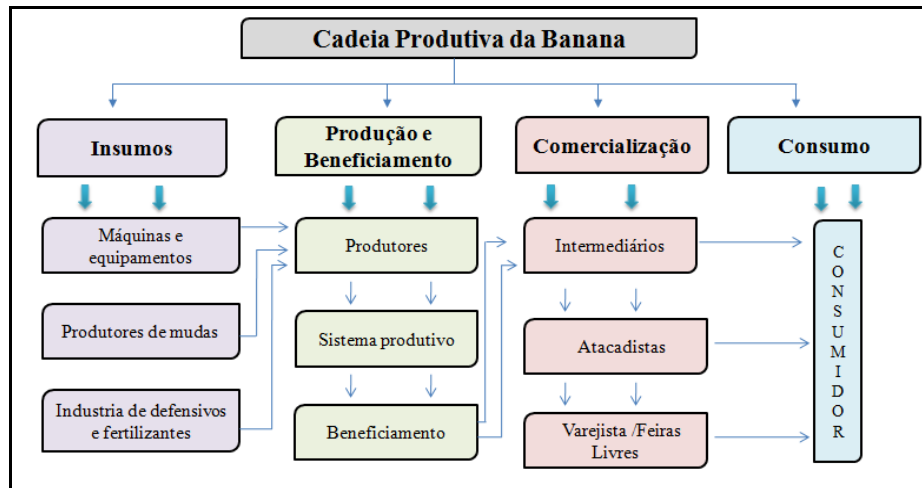 Cadeia Produtiva da Banana
Insumos
Produção e
Beneficiamento
Comercialização
Consumo
Máquinas e
equipamentos
Produtores
Intermediários
CONSUMIDOR
Produtores de mudas
Sistema produtivo
Atacadistas
Industria de defensivos
e fertilizantes
Beneficiamento
Varejista /Feiras
Livres